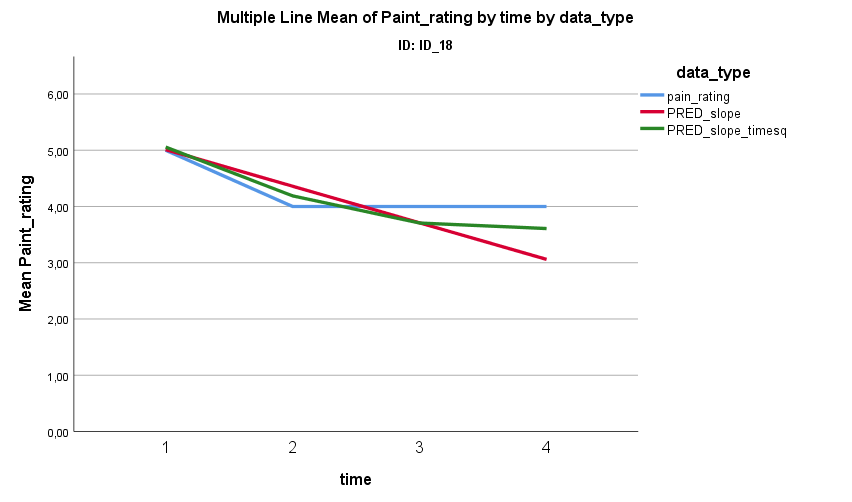 Multiple Line Mean of Paint_rating by time by data_type
ID: ID_18
data_type
pain_rating
PRED_slope
PRED_slope_timesq
Mean Paint_rating
6,00
5,00
4,00
3,00
2,00
1,00
0,00
1 2 3 4
time